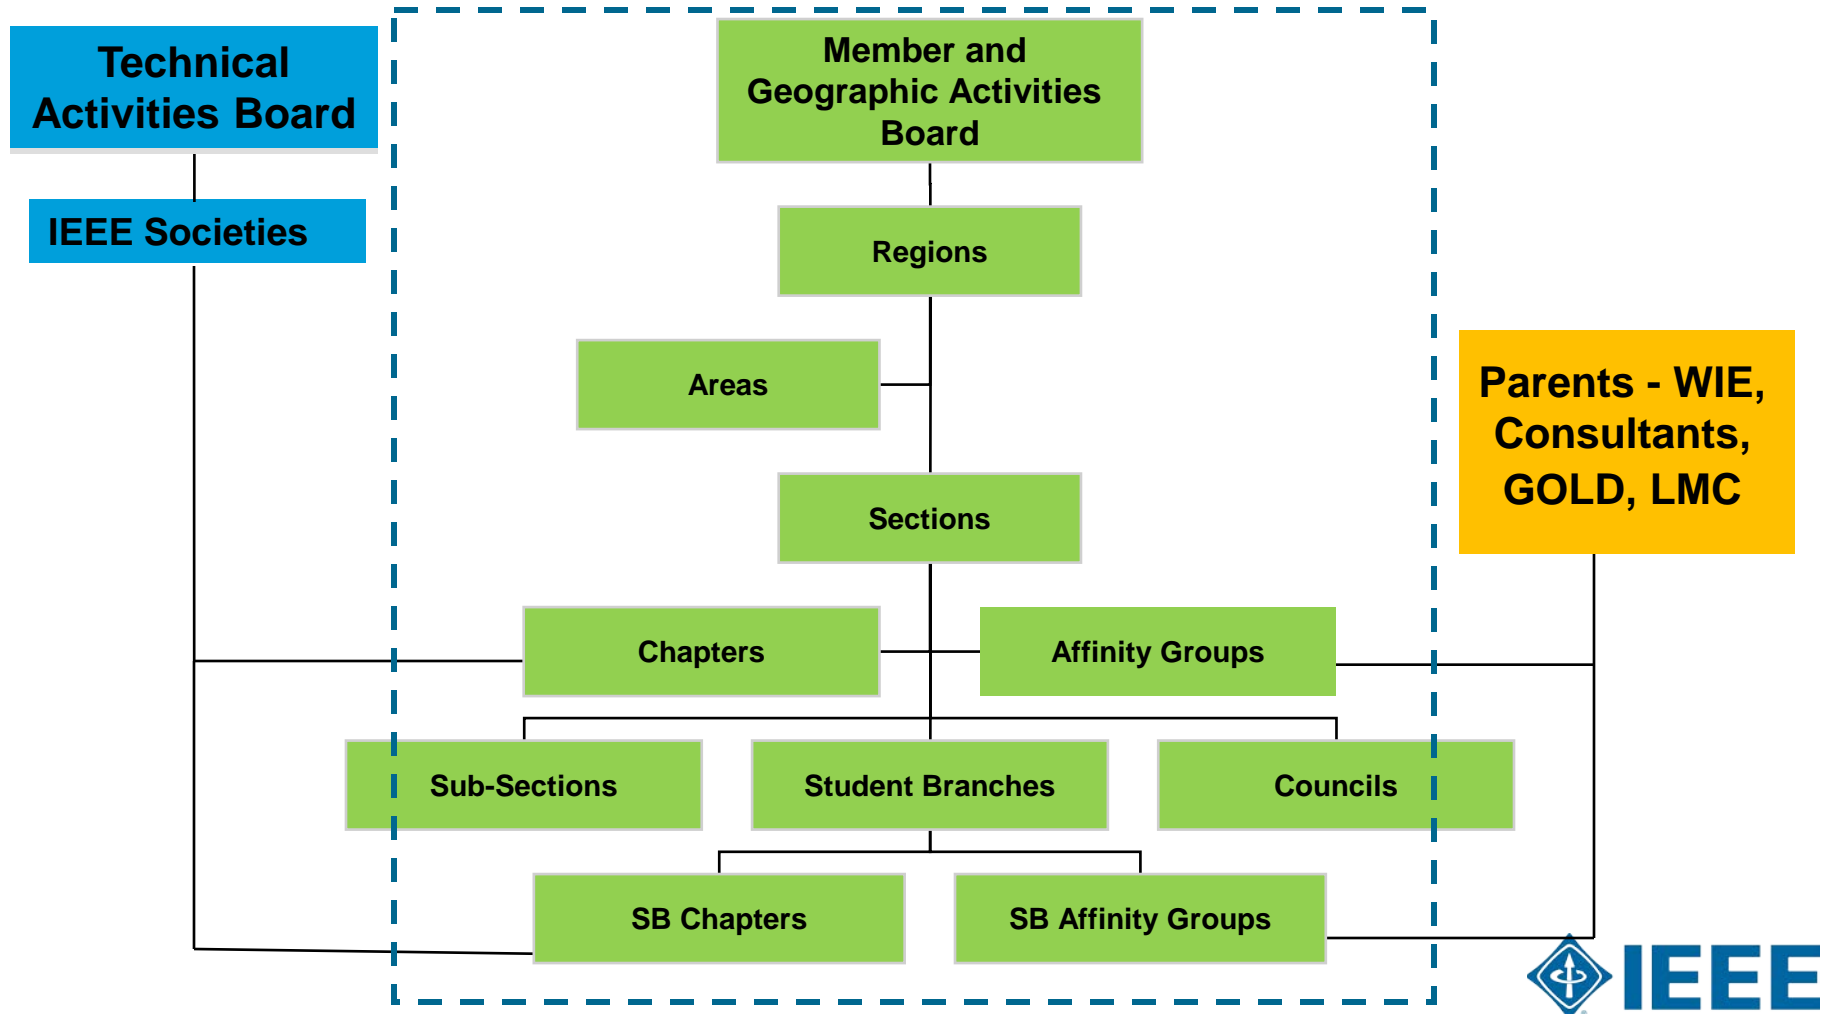 Technical
Activities Board
IEEE Societies
Member and
Geographic Activities
Board
Regions
Areas
Sections
Chapters
Affinity Groups
Sub-Sections
Student Branches
Councils
SB Chapters
SB Affinity Groups
Parents - WIE,
Consultants,
GOLD, LMC
IEEE